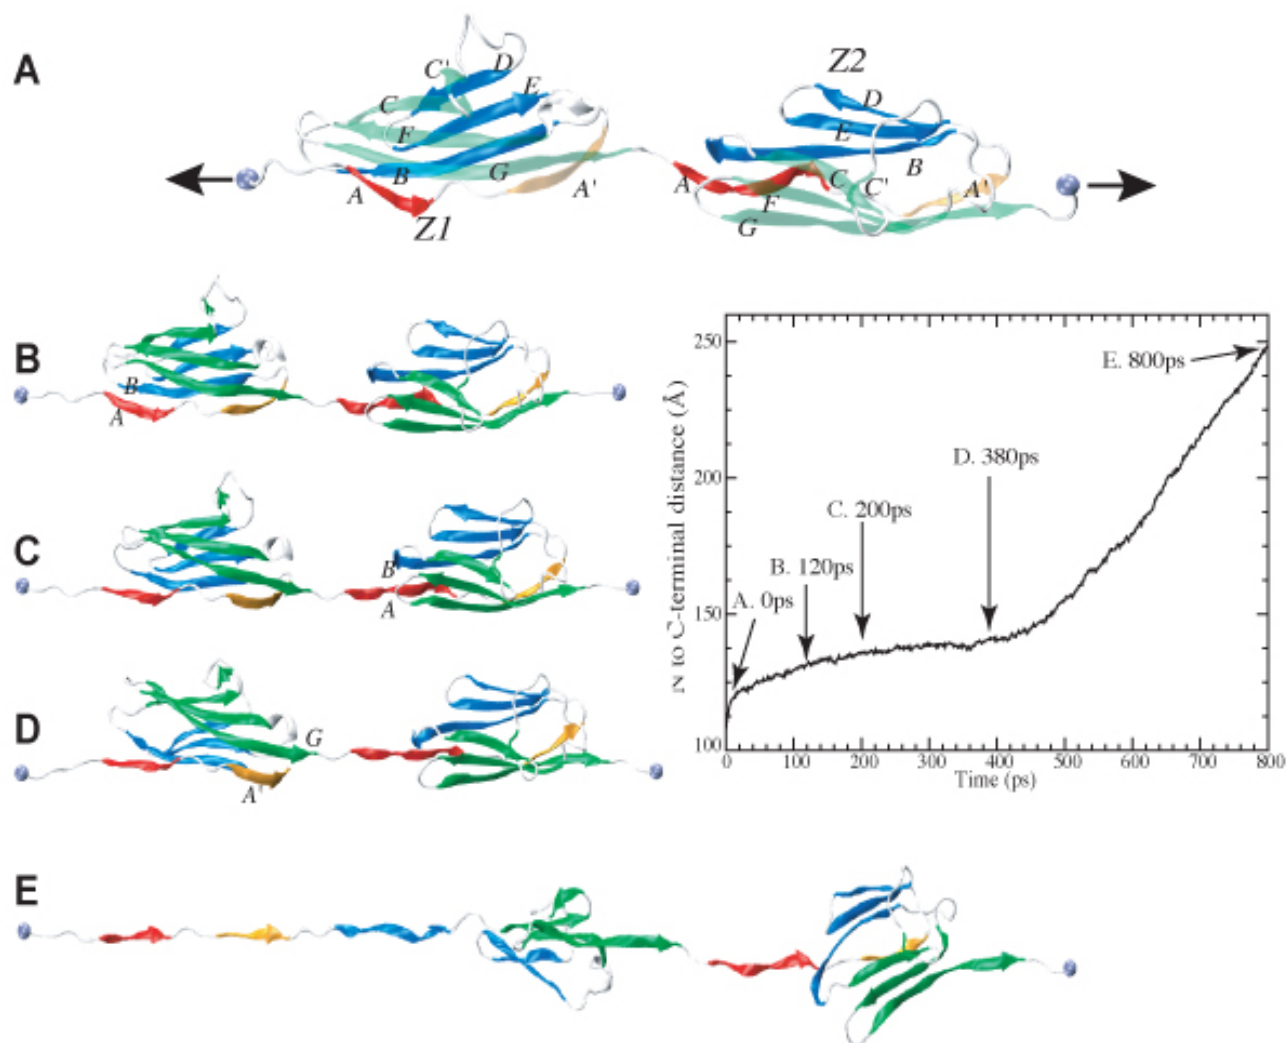 A
C'
D
E
C
F
B
G
A
A'
Z1
Z2
D
E
B
A
C
C'
A'
F
G
B
B
A
C
B
A
D
G
A'
E
N to C-terminal distance (Å)
250
200
150
100
A. 0ps
B. 120ps
C. 200ps
D. 380ps
E. 800ps
0 100 200 300 400 500 600 700 800
Time (ps)